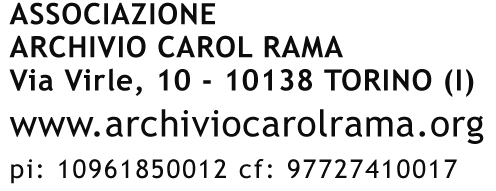 ASSOCIAZIONE
ARCHIVIO CAROL RAMA
Via Virle, 10 - 10138 TORINO (I)
www.archiviocarolrama.org
pi: 10961850012 cf: 97727410017